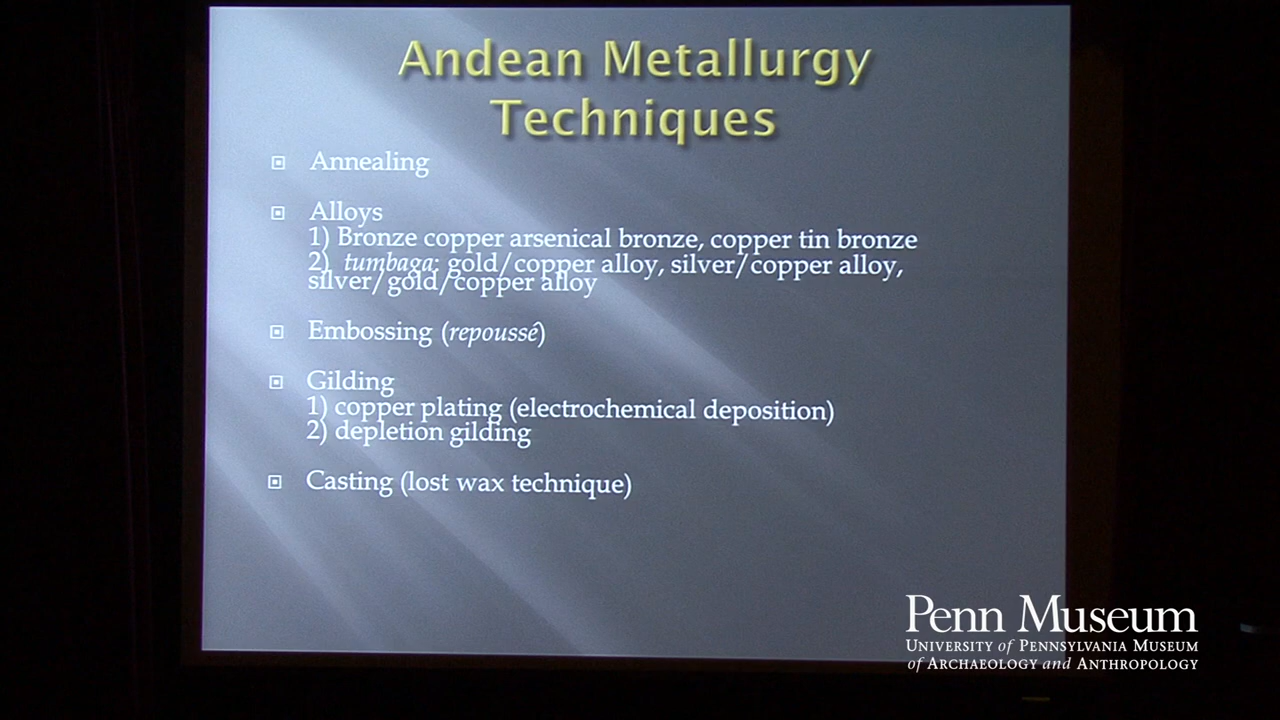 Andean Metallurgy
Techniques
Annealing
Alloys
1) Bronze copper arsenical bronze, copper tin bronze
2) tumbaga: gold/copper alloy, silver/copper alloy,
silver/gold/copper alloy
Embossing (repoussé)
Gilding
1) copper plating (electrochemical deposition)
2) depletion gilding
Casting (lost wax technique)
Penn Museum
University of Pennsylvania Museum
of Archaeology and Anthropology